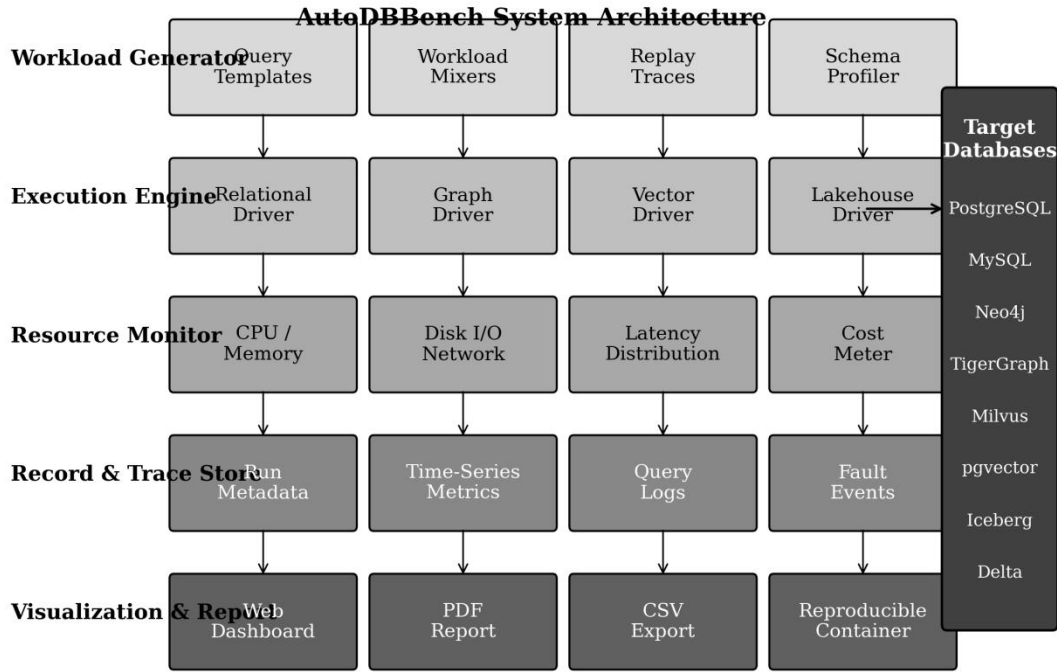 AutoDBBench System Architecture
Workload Generator
Query
Templates
Workload
Mixers
Replay
Traces
Schema
Profiler
Target
Databases
PostgreSQL
MySQL
Neo4j
TigerGraph
Milvus
pgvector
Iceberg
Delta
Execution Engine
Relational
Driver
Graph
Driver
Vector
Driver
Lakehouse
Driver
Resource Monitor
CPU /
Memory
Disk I/O
Network
Latency
Distribution
Cost
Meter
Record & Trace Store
Run
Metadata
Time-Series
Metrics
Query
Logs
Fault
Events
Visualization & Report
Web
Dashboard
PDF
Report
CSV
Export
Reproducible
Container